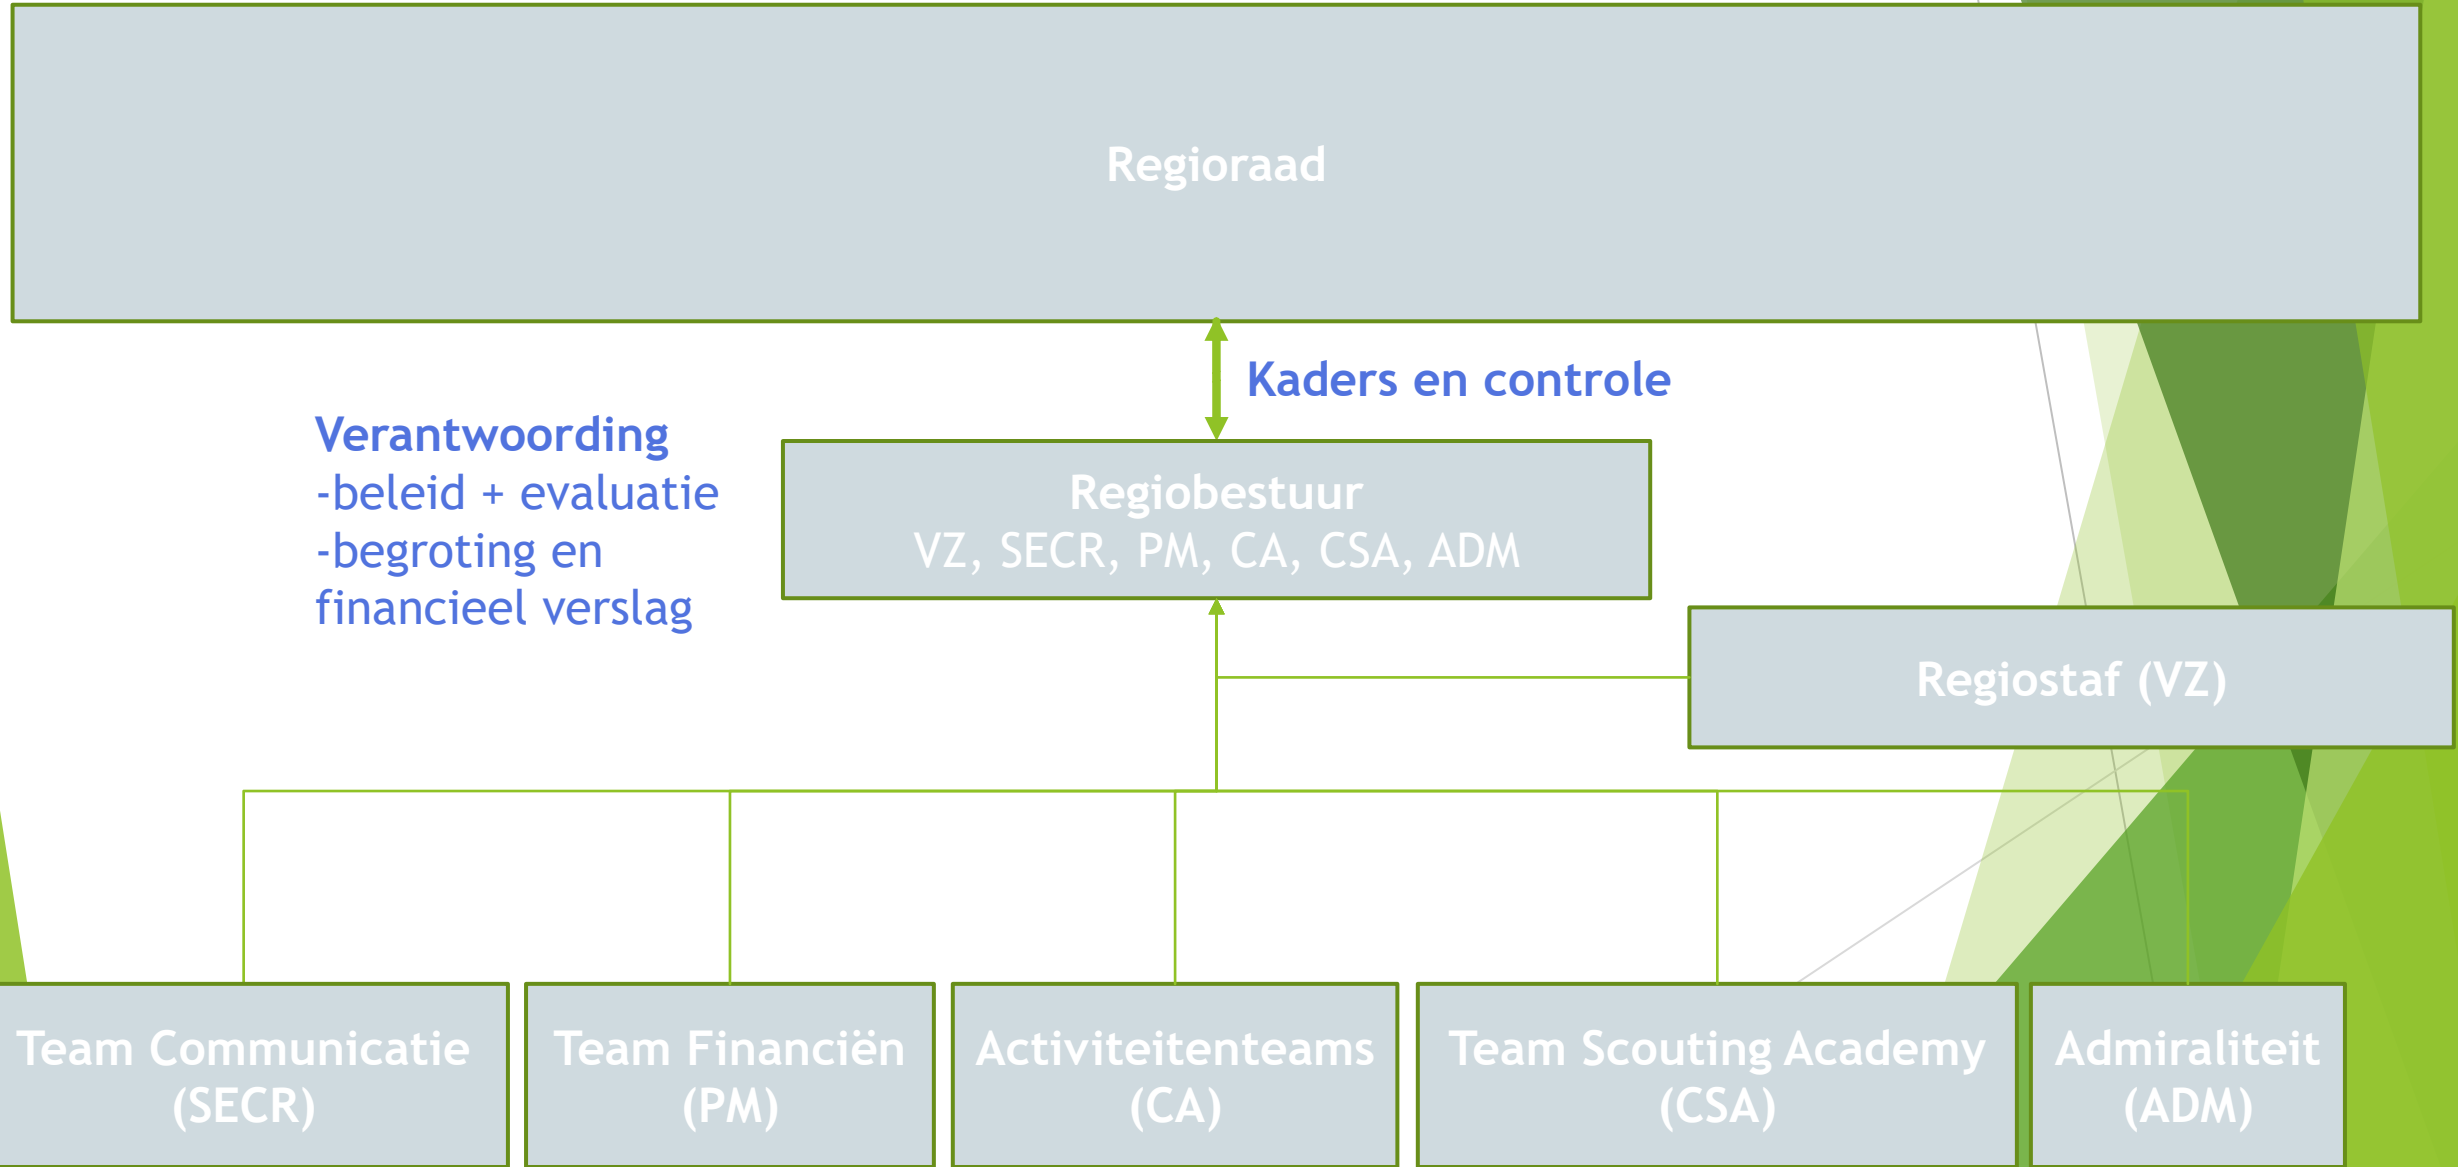 Regioraad
Kaders en controle
Verantwoording
-beleid + evaluatie
-begroting en
financieel verslag
Regiobestuur
VZ, SECR, PM, CA, CSA, ADM
Regiostaf (VZ)
Team Communicatie
(SECR)
Team Financiën
(PM)
Activiteitenteams
(CA)
Team Scouting Academy
(CSA)
Admiraliteit
(ADM)